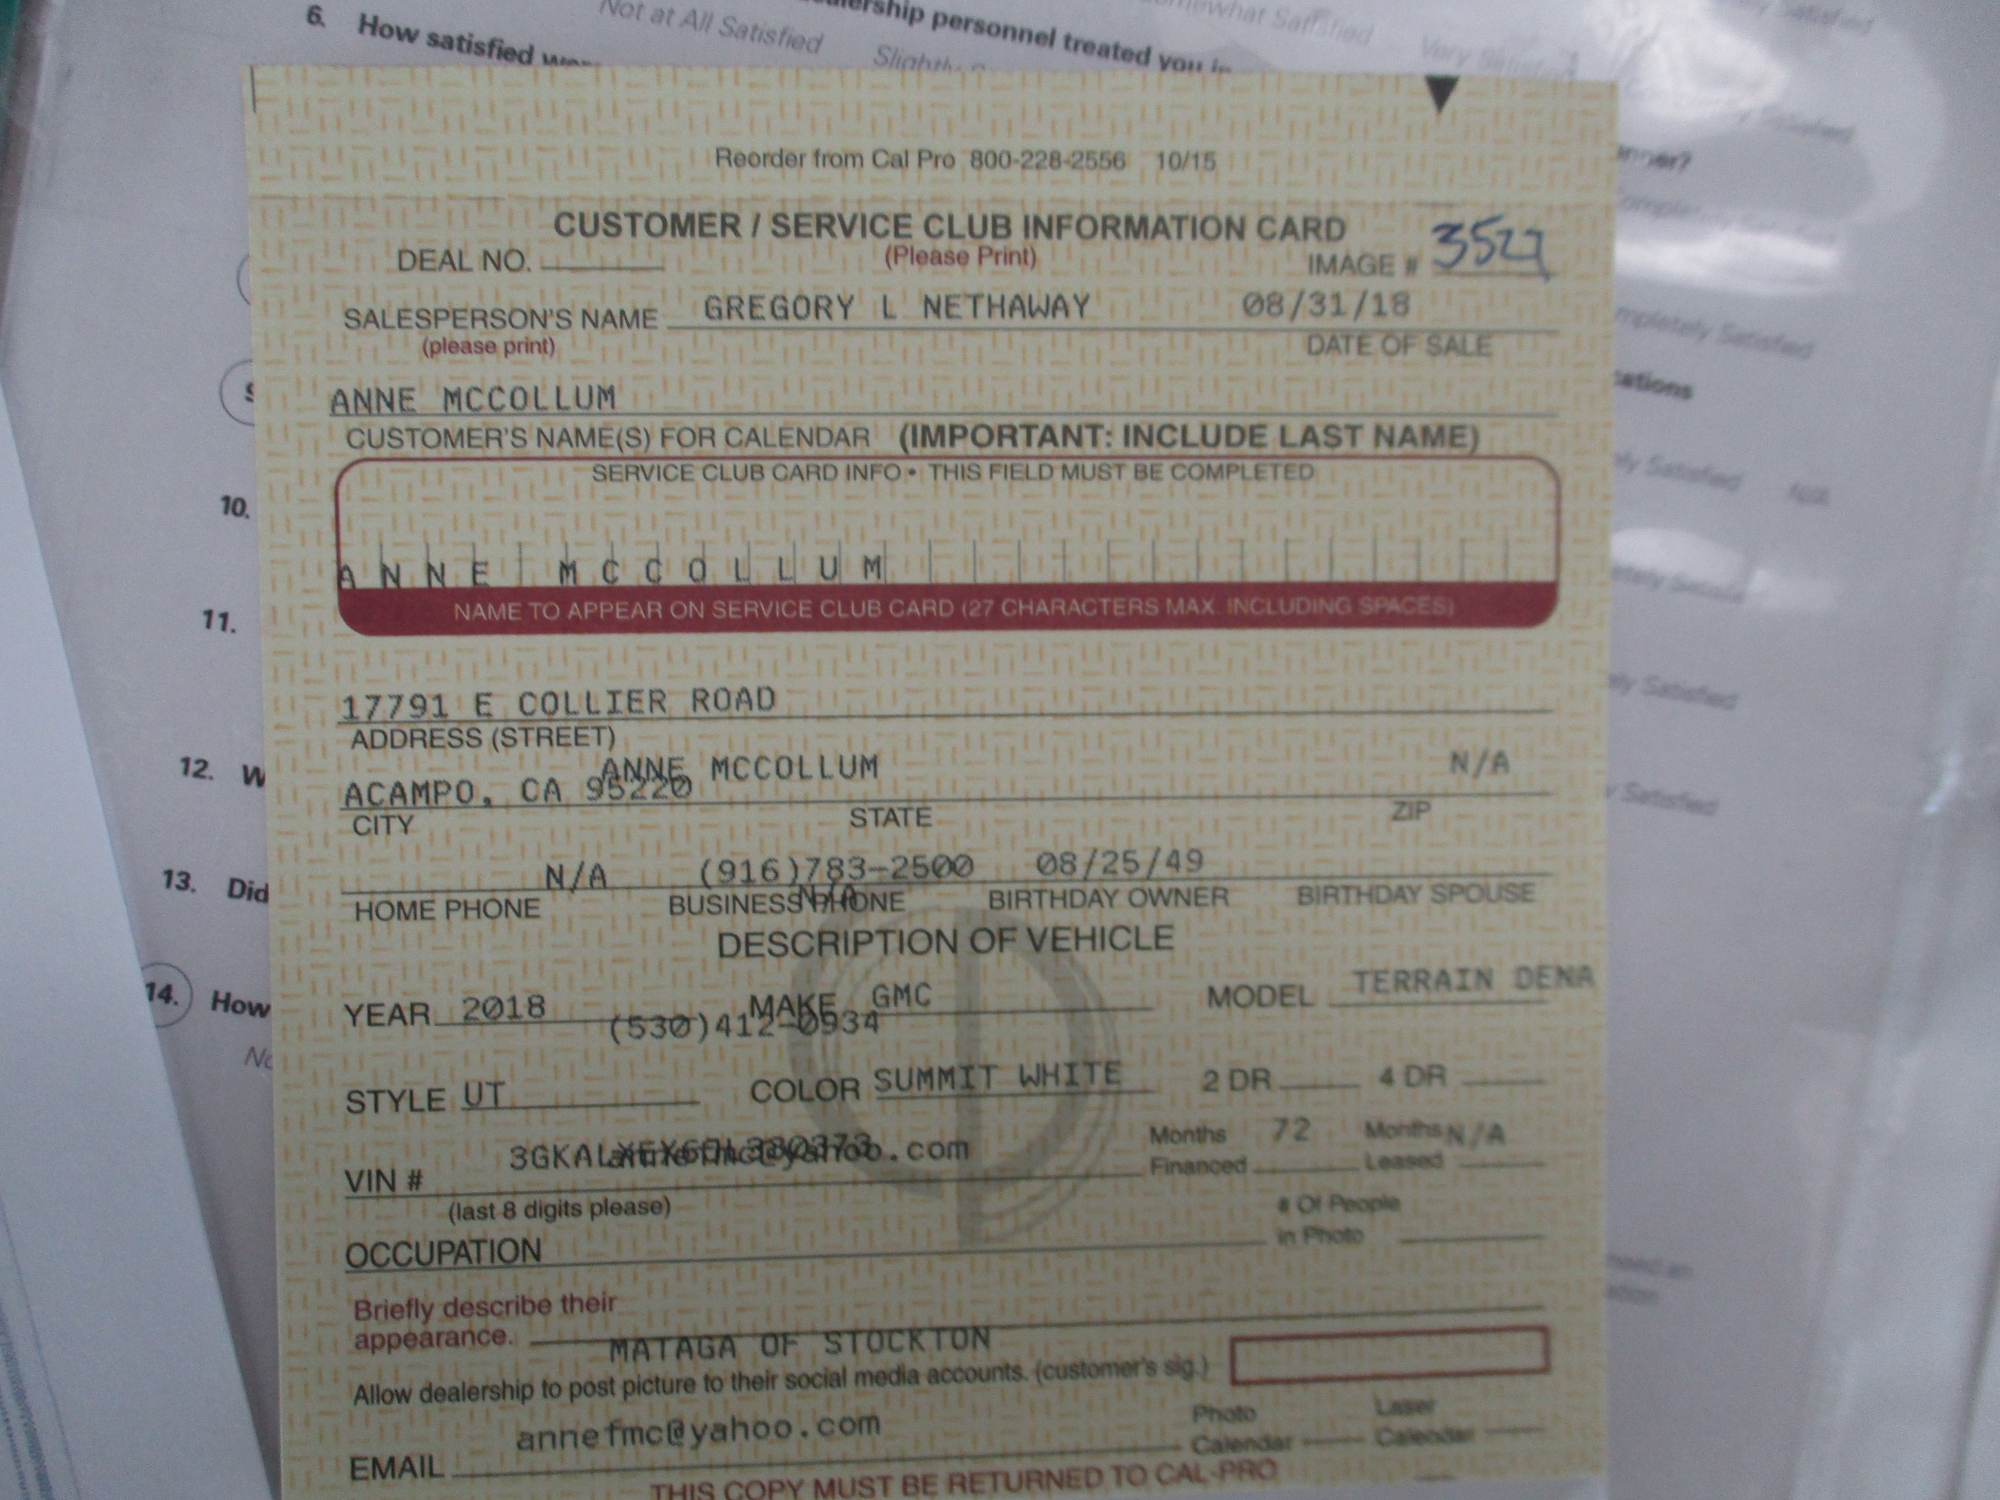 6. How satisfied
Not at All Satisfied
personnel treated you in
Reorder from Cal Pro 800-228-2556 10/15
CUSTOMER / SERVICE CLUB INFORMATION CARD
DEAL NO.
(Please Print)
IMAGE #
SALESPERSON'S NAME GREGORY L NETHAWAY 08/31/18
(please print)
DATE OF SALE
ANNE MCCOLLUM
CUSTOMER'S NAME(S) FOR CALENDAR (IMPORTANT: INCLUDE LAST NAME)
SERVICE CLUB CARD INFO • THIS FIELD MUST BE COMPLETED
ANNE MCCOLLUM
NAME TO APPEAR ON SERVICE CLUB CARD (27 CHARACTERS MAX. INCLUDING SPACES)
10.
11.
17791 E COLLIER ROAD
ADDRESS (STREET)
12.
ANNE MCCOLLUM N/A
ACAMPO, CA 95220
CITY STATE ZIP
N/A (916)783-2500 08/25/49
N/A
HOME PHONE BUSINESS PHONE BIRTHDAY OWNER BIRTHDAY SPOUSE
13. Did
DESCRIPTION OF VEHICLE
14. How
YEAR 2018 MAKE GMC MODEL TERRAIN DENA
(530)412-0934
STYLE UT COLOR SUMMIT WHITE 2 DR 4 DR
VIN #
Months Financed 72 Months Leased N/A
(last 8 digits please)
# Of People in Photo
OCCUPATION
Briefly describe their
appearance.
MATAGA OF STOCKTON
Allow dealership to post picture to their social media accounts. (customer's sig.)
annefmc@yahoo.com
Photo Calendar Laser Calendar
EMAIL
THIS COPY MUST BE RETURNED TO CAL-PRO